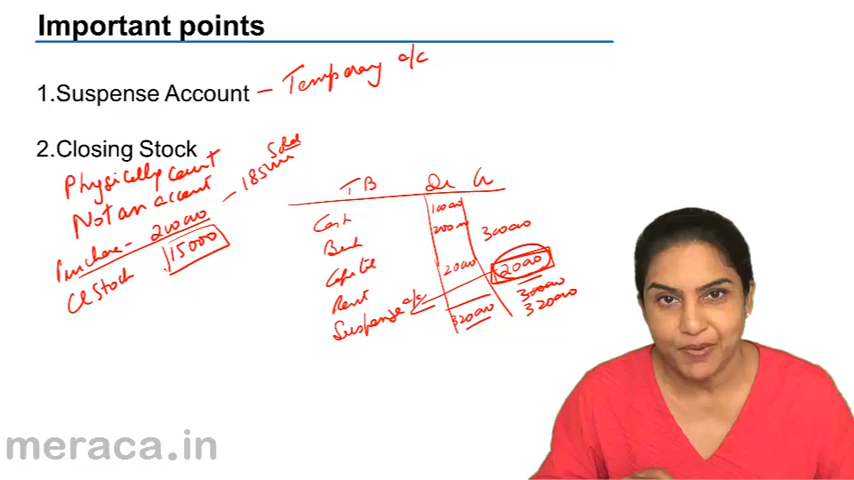 Important points
1.Suspense Account – Temporary a/c
2.Closing Stock
Physically count
Not an account
Purchase - 200000 – 185000 Sold
Cl Stock 15000
TB Dr Cr
Cash 100000
Bank 200000
Capital 300000
Rent 20000
Suspense a/c 20000
300000
320000 320000
meraca.in